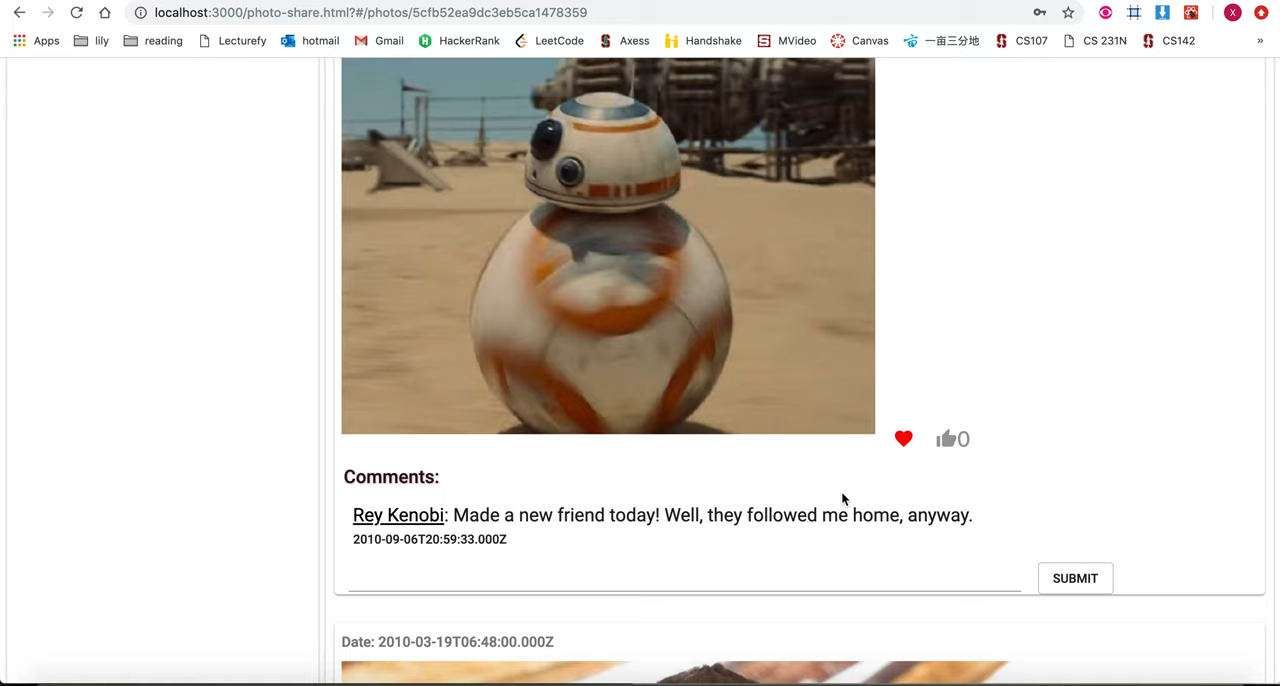 localhost:3000/photo-share.html?#/photos/5cfb52ea9dc3eb5ca1478359
X
Apps lily reading Lecturefy hotmail Gmail HackerRank LeetCode Axess Handshake MVideo Canvas 一亩三分地 CS107 CS 231N CS142 »
0
Comments:
Rey Kenobi: Made a new friend today! Well, they followed me home, anyway.
2010-09-06T20:59:33.000Z
SUBMIT
Date: 2010-03-19T06:48:00.000Z